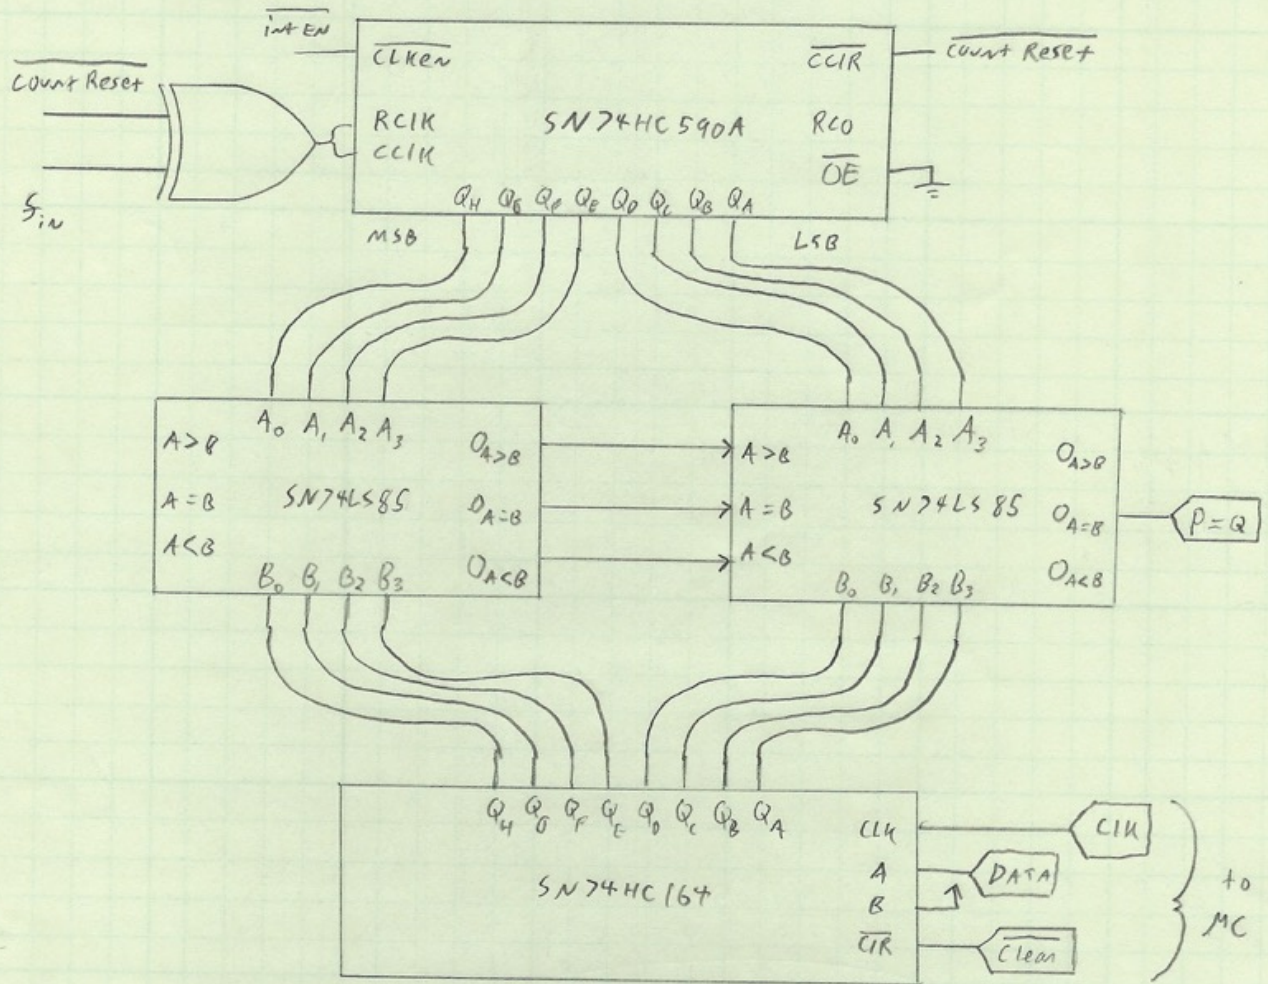 int EN
CLKen
CClR
Count Reset
Count Reset
RClK
SN74HC590A
RCO
CClK
OE
QH QG QF QE QD QC QB QA
MSB
LSB
SIN
A0 A1 A2 A3
A0 A1 A2 A3
A>B
OA>B
A>B
OA>B
A=B
SN74LS85
OA=B
A=B
SN74LS85
OA=B
P=Q
A<B
OA<B
A<B
OA<B
B0 B1 B2 B3
B0 B1 B2 B3
QH QG QF QE QD QC QB QA
CLK
ClK
SN74HC164
A
DATA
B
to
µC
ClR
Clear